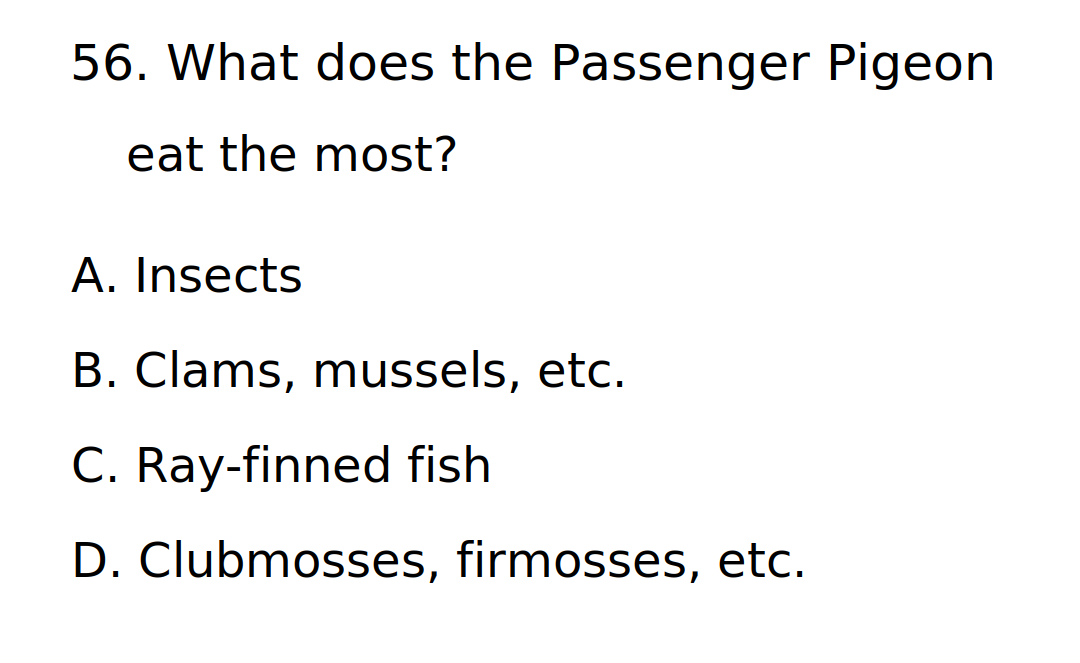 56. What does the Passenger Pigeon
eat the most?
A. Insects
B. Clams, mussels, etc.
C. Ray-finned fish
D. Clubmosses, firmosses, etc.